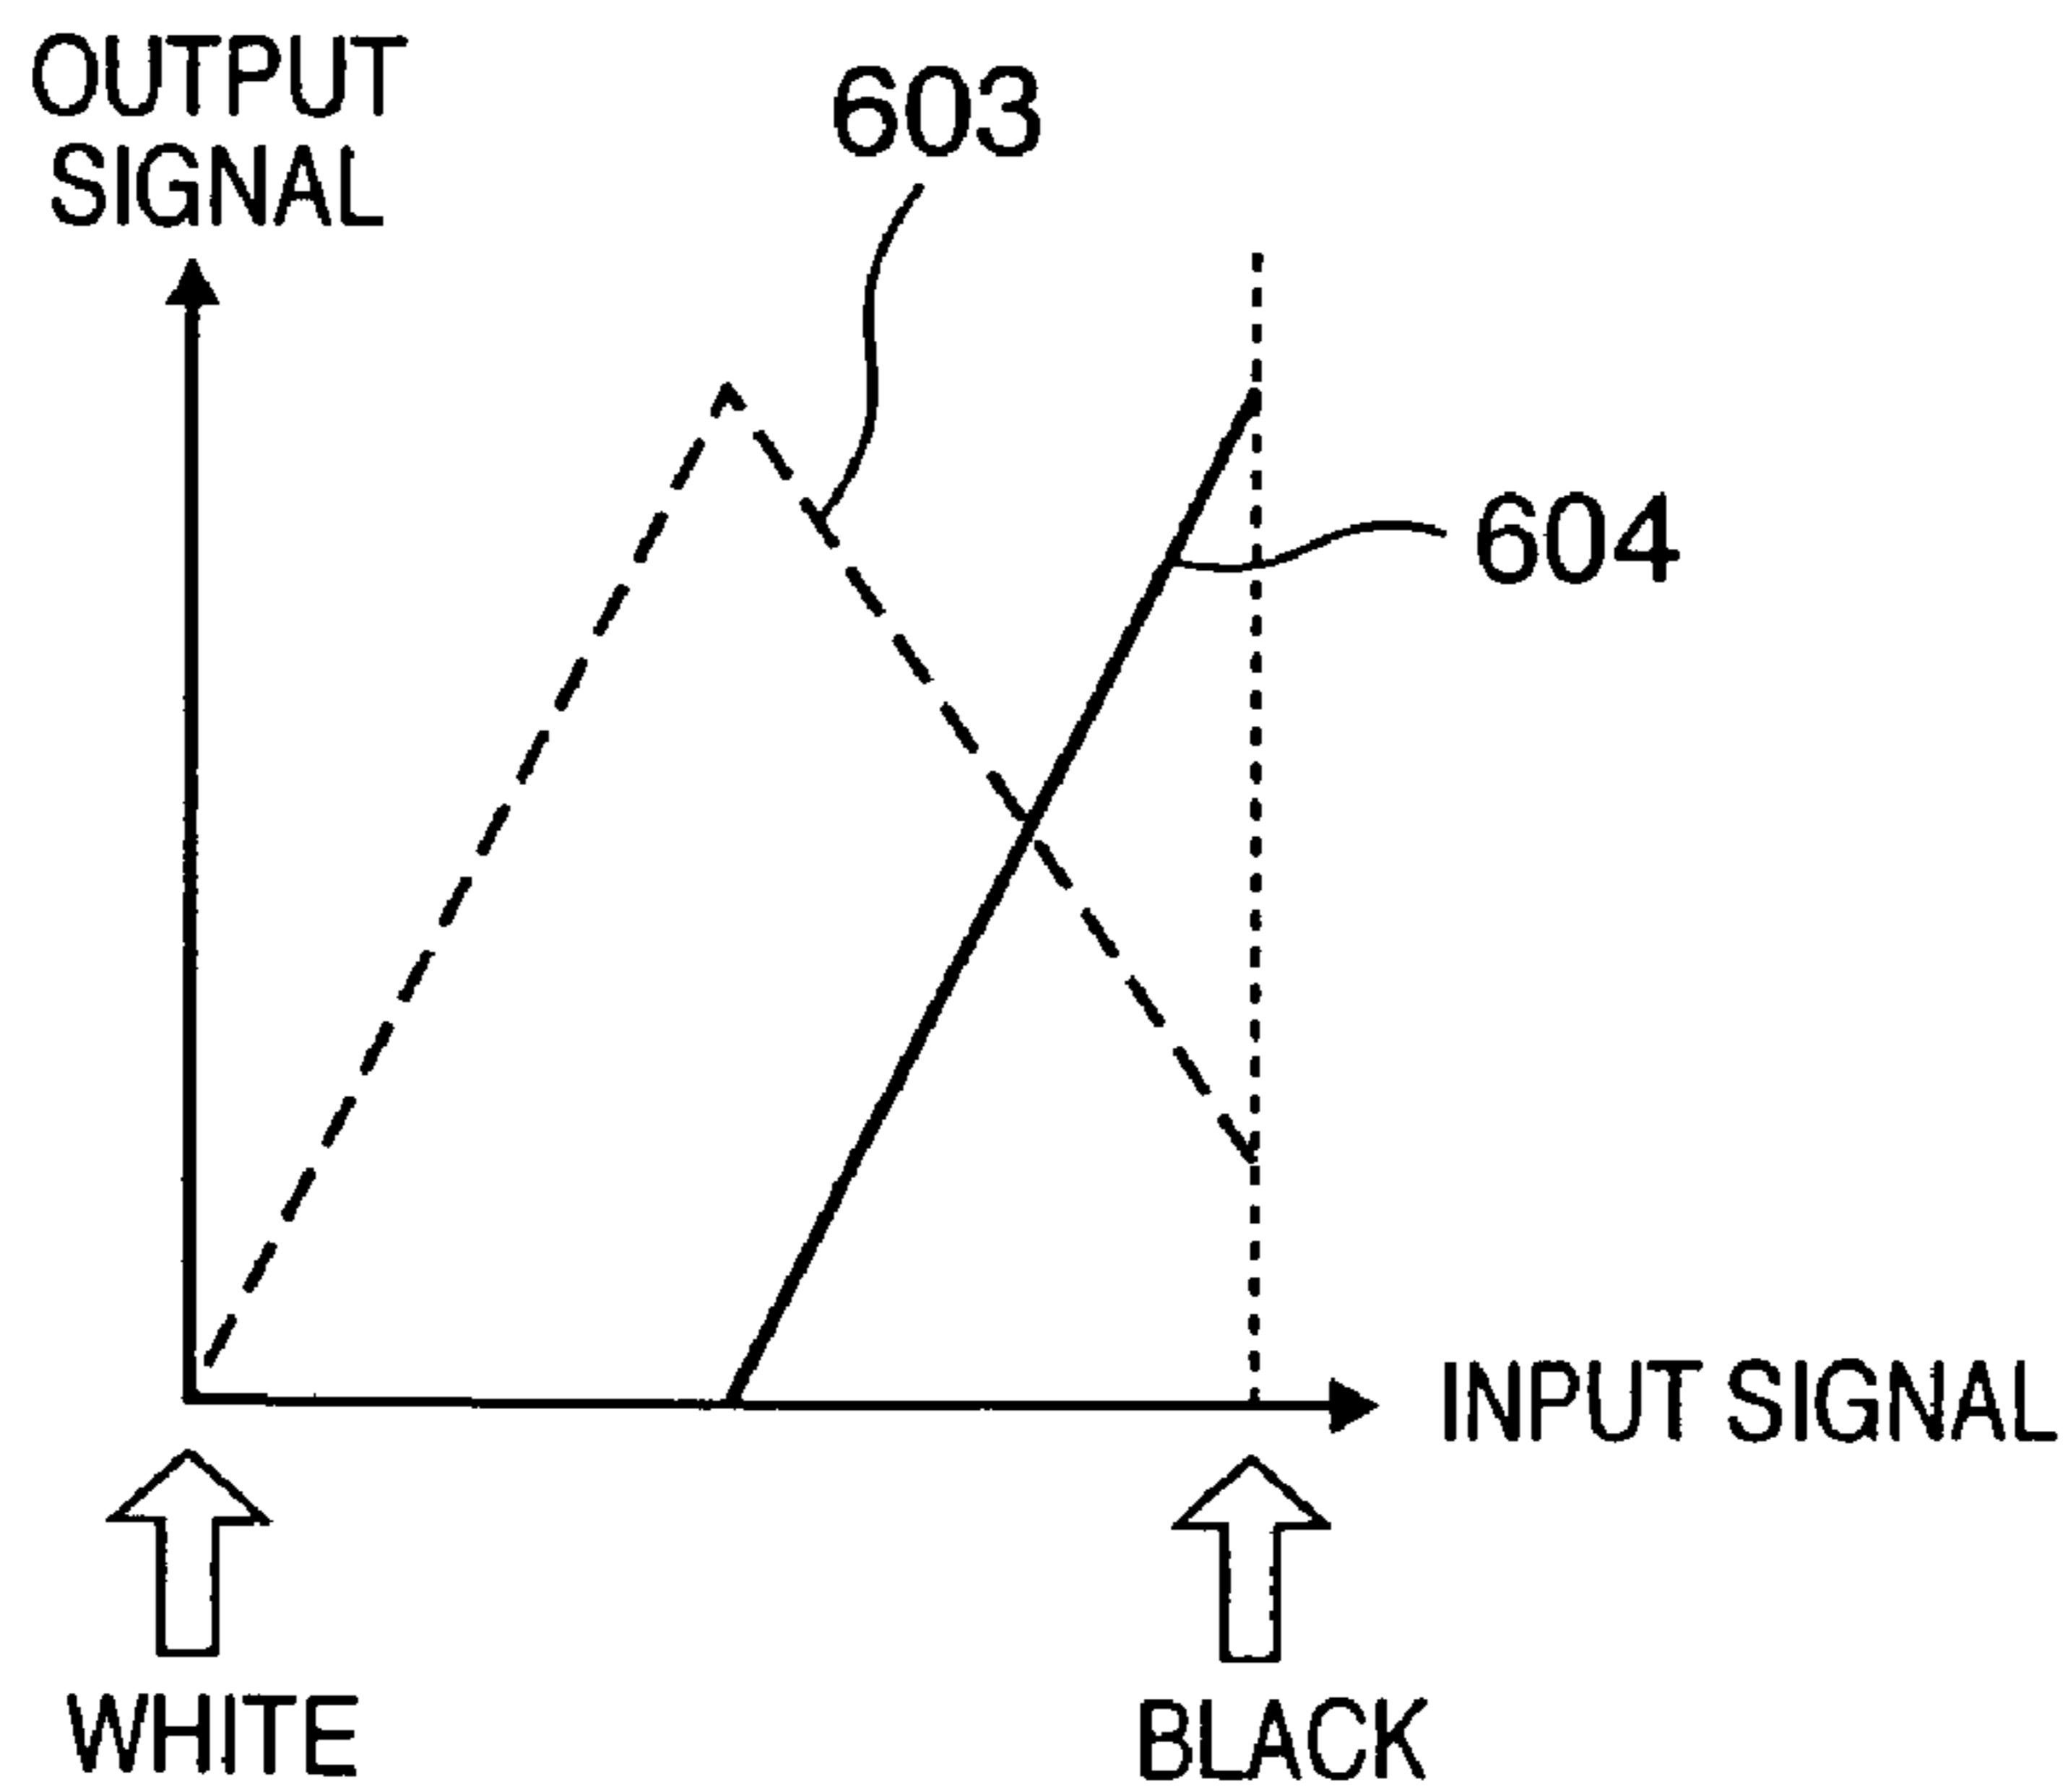 OUTPUT
SIGNAL
603
604
INPUT SIGNAL
WHITE
BLACK